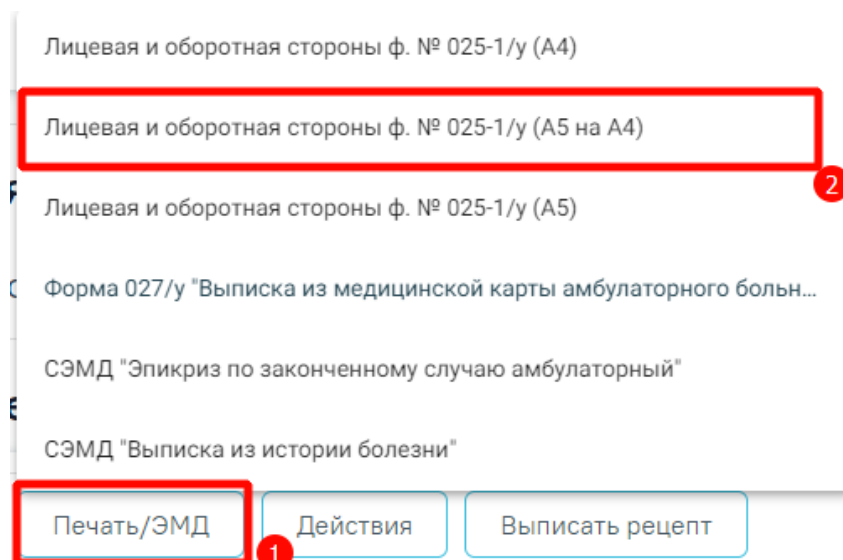 Лицевая и оборотная стороны ф. № 025-1/у (А4)
Лицевая и оборотная стороны ф. № 025-1/у (А5 на А4)
2
Лицевая и оборотная стороны ф. № 025-1/у (А5)
Форма 027/у "Выписка из медицинской карты амбулаторного больн...
СЭМД "Эпикриз по законченному случаю амбулаторный"
СЭМД "Выписка из истории болезни"
Печать/ЭМД Действия Выписать рецепт
1